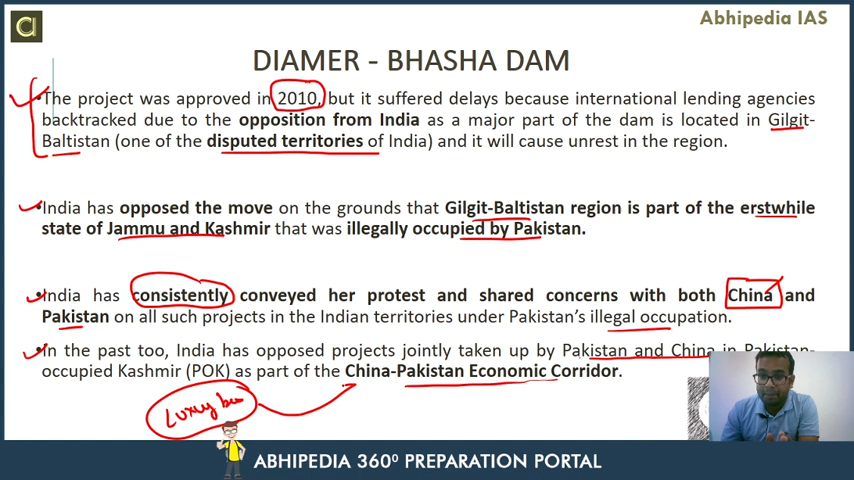 Abhipedia IAS
DIAMER - BHASHA DAM
•The project was approved in 2010, but it suffered delays because international lending agencies
backtracked due to the opposition from India as a major part of the dam is located in Gilgit-
Baltistan (one of the disputed territories of India) and it will cause unrest in the region.
•India has opposed the move on the grounds that Gilgit-Baltistan region is part of the erstwhile
state of Jammu and Kashmir that was illegally occupied by Pakistan.
•India has consistently conveyed her protest and shared concerns with both China and
Pakistan on all such projects in the Indian territories under Pakistan's illegal occupation.
•In the past too, India has opposed projects jointly taken up by Pakistan and China in Pakistan-
occupied Kashmir (POK) as part of the China-Pakistan Economic Corridor.
Luxury bus
ABHIPEDIA 360⁰ PREPARATION PORTAL